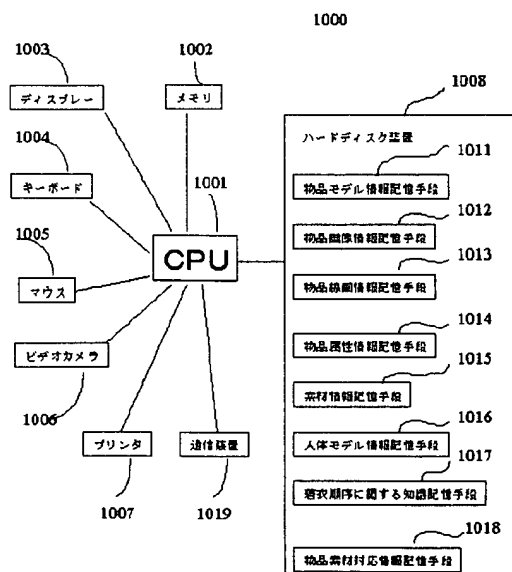 1000
1003
1002
ディスプレー
メモリ
1008
ハードディスク装置
1004
キーボード
1011
物品モデル情報記憶手段
1001
CPU
1012
物品画像情報記憶手段
1005
マウス
1013
物品線画情報記憶手段
1014
物品属性情報記憶手段
ビデオカメラ
1006
1015
素材情報記憶手段
プリンタ
通信装置
1016
人体モデル情報記憶手段
1007
1019
1017
着衣順序に関する知識記憶手段
1018
物品素材対応情報記憶手段